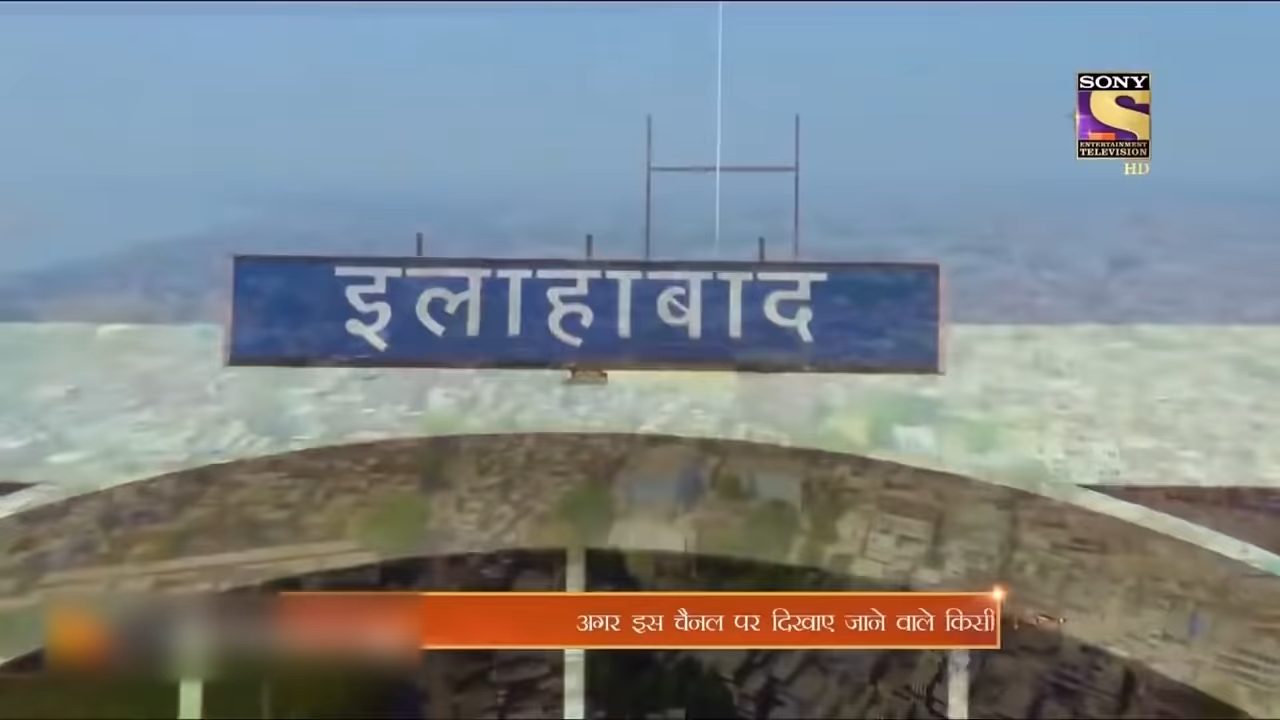 SONY
ENTERTAINMENT
TELEVISION
HD
इलाहाबाद
अगर इस चैनल पर दिखाए जाने वाले किसी